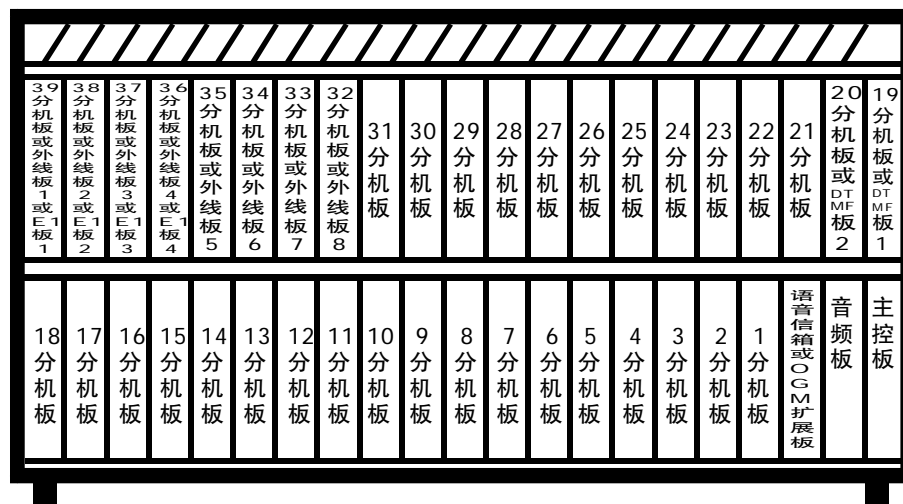 39分机板或外线板1或E1板1
38分机板或外线板2或E1板2
37分机板或外线板3或E1板3
36分机板或外线板4或E1板4
35分机板或外线板5
34分机板或外线板6
33分机板或外线板7
32分机板或外线板8
31分机板
30分机板
29分机板
28分机板
27分机板
26分机板
25分机板
24分机板
23分机板
22分机板
21分机板
20分机板或DTMF板2
19分机板或DTMF板1
18分机板
17分机板
16分机板
15分机板
14分机板
13分机板
12分机板
11分机板
10分机板
9分机板
8分机板
7分机板
6分机板
5分机板
4分机板
3分机板
2分机板
1分机板
语音信箱或OGM扩展板
音频板
主控板